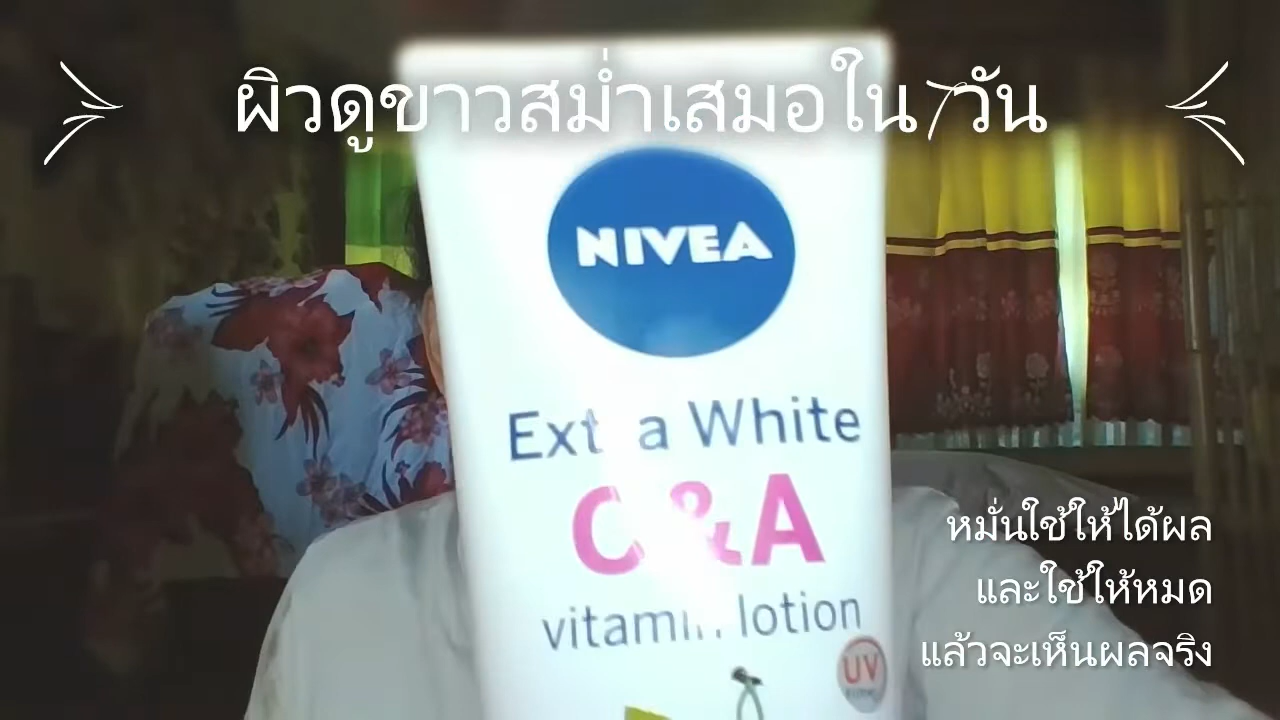 ผิวดูขาวสม่ำเสมอใน7วัน
NIVEA
Extra White
C&A
vitamin lotion
UV
หมั่นใช้ให้ได้ผล
และใช้ให้หมด
แล้วจะเห็นผลจริง